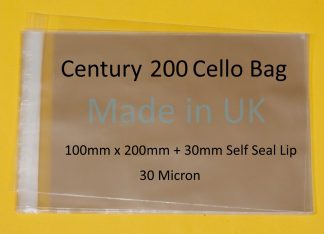 Century 200 Cello Bag
Made in UK
100mm x 200mm + 30mm Self Seal Lip
30 Micron